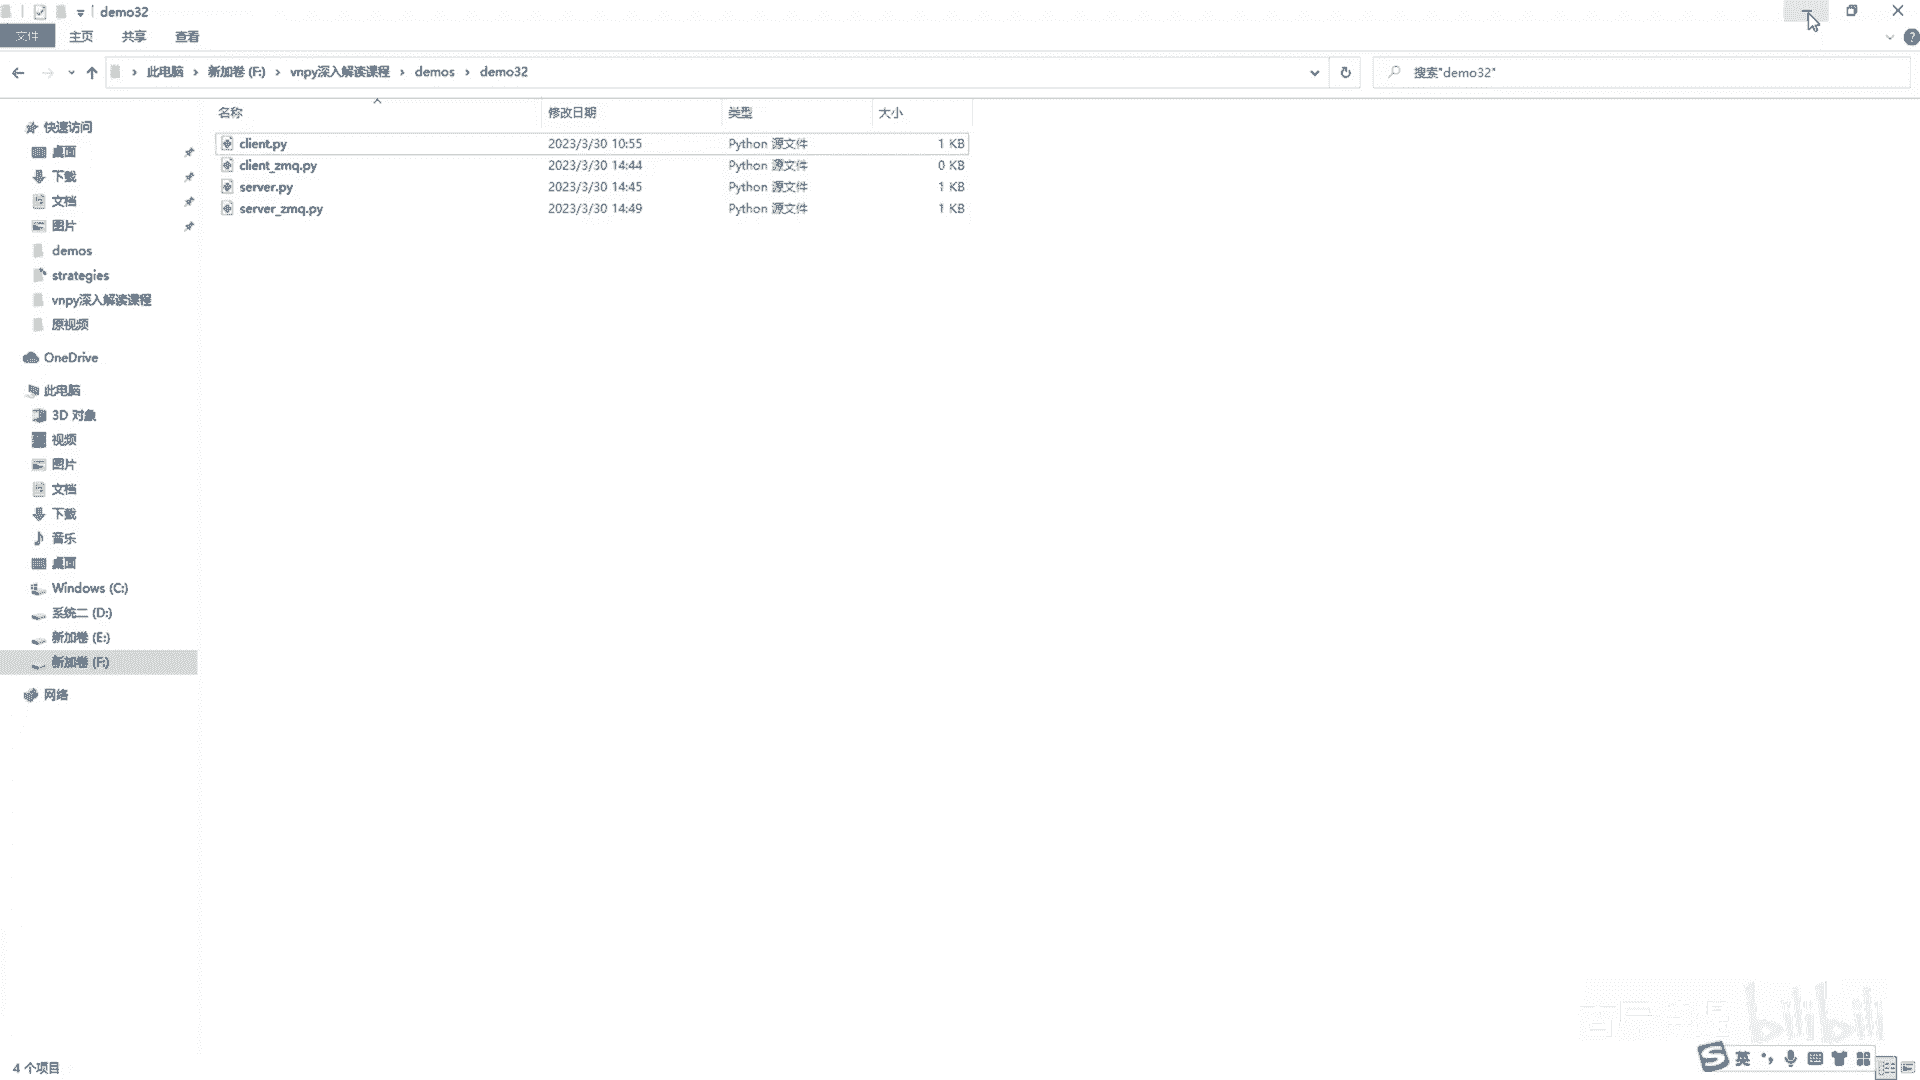 demo32
文件 主页 共享 查看
此电脑 › 新加卷 (F:) › vnpy深入解读课程 › demos › demo32
搜索"demo32"
名称 修改日期 类型 大小
client.py 2023/3/30 10:55 Python 源文件 1 KB
client_zmq.py 2023/3/30 14:44 Python 源文件 0 KB
server.py 2023/3/30 14:45 Python 源文件 1 KB
server_zmq.py 2023/3/30 14:49 Python 源文件 1 KB
快速访问
桌面
下载
文档
图片
demos
strategies
vnpy深入解读课程
原视频
OneDrive
此电脑
3D 对象
视频
图片
文档
下载
音乐
桌面
Windows (C:)
系统二 (D:)
新加卷 (E:)
新加卷 (F:)
网络
bilibili
英
4 个项目